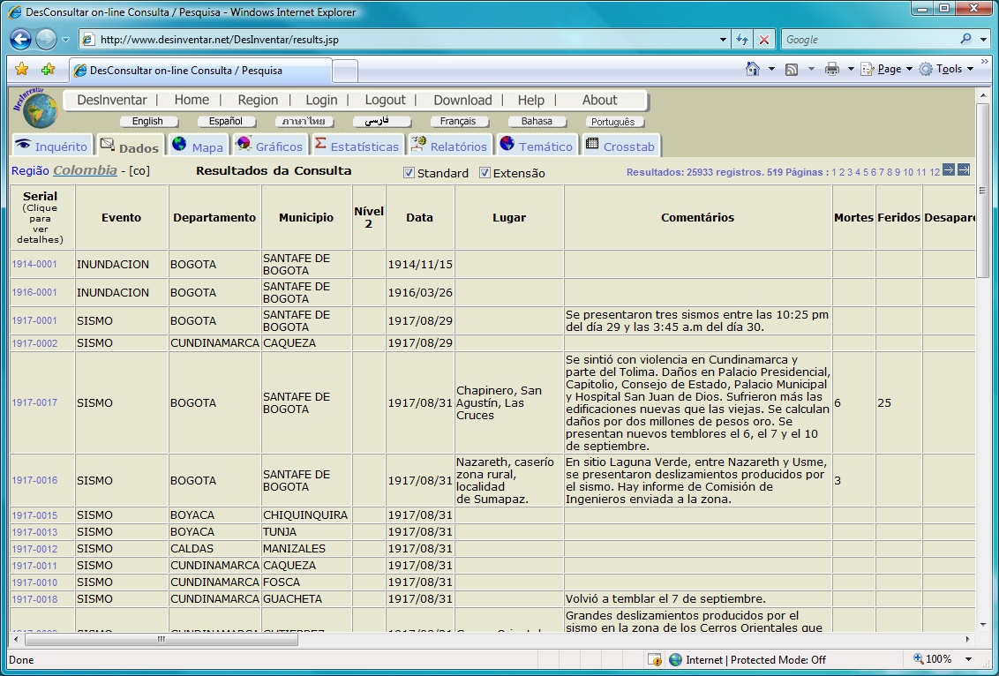 DesConsultar on-line Consulta / Pesquisa - Windows Internet Explorer
http://www.desinventar.net/DesInventar/results.jsp
Google
DesConsultar on-line Consulta / Pesquisa
Page
Tools
DesInventar
DesInventar | Home | Region | Login | Logout | Download | Help | About
English Español ภาษาไทย فارسی Français Bahasa Português
Inquérito Dados Mapa Gráficos Estatísticas Relatórios Temático Crosstab
Região Colombia - [co] Resultados da Consulta Standard Extensão Resultados: 25933 registros. 519 Páginas : 1 2 3 4 5 6 7 8 9 10 11 12
Serial
(Clique
para
ver
detalhes)
Evento
Departamento
Municipio
Nível
2
Data
Lugar
Comentários
Mortes
Feridos
Desapare
1914-0001 INUNDACION BOGOTA SANTAFE DE
BOGOTA 1914/11/15
1916-0001 INUNDACION BOGOTA SANTAFE DE
BOGOTA 1916/03/26
1917-0001 SISMO BOGOTA SANTAFE DE
BOGOTA 1917/08/29
Se presentaron tres sismos entre las 10:25 pm
del día 29 y las 3:45 a.m del día 30.
1917-0002 SISMO CUNDINAMARCA CAQUEZA 1917/08/29
1917-0017 SISMO BOGOTA SANTAFE DE
BOGOTA 1917/08/31
Chapinero, San
Agustín, Las
Cruces
Se sintió con violencia en Cundinamarca y
parte del Tolima. Daños en Palacio Presidencial,
Capitolio, Consejo de Estado, Palacio Municipal
y Hospital San Juan de Dios. Sufrieron más las
edificaciones nuevas que las viejas. Se calculan
daños por dos millones de pesos oro. Se
presentan nuevos temblores el 6, el 7 y el 10
de septiembre.
6 25
1917-0016 SISMO BOGOTA SANTAFE DE
BOGOTA 1917/08/31
Nazareth, caserío
zona rural,
localidad
de Sumapaz.
En sitio Laguna Verde, entre Nazareth y Usme,
se presentaron deslizamientos producidos por
el sismo. Hay informe de Comisión de
Ingenieros enviada a la zona.
3
1917-0015 SISMO BOYACA CHIQUINQUIRA 1917/08/31
1917-0013 SISMO BOYACA TUNJA 1917/08/31
1917-0012 SISMO CALDAS MANIZALES 1917/08/31
1917-0011 SISMO CUNDINAMARCA CAQUEZA 1917/08/31
1917-0010 SISMO CUNDINAMARCA FOSCA 1917/08/31
1917-0018 SISMO CUNDINAMARCA GUACHETA 1917/08/31 Volvió a temblar el 7 de septiembre.
Grandes deslizamientos producidos por el
sismo en la zona de los Cerros Orientales que
Done
Internet | Protected Mode: Off
100%